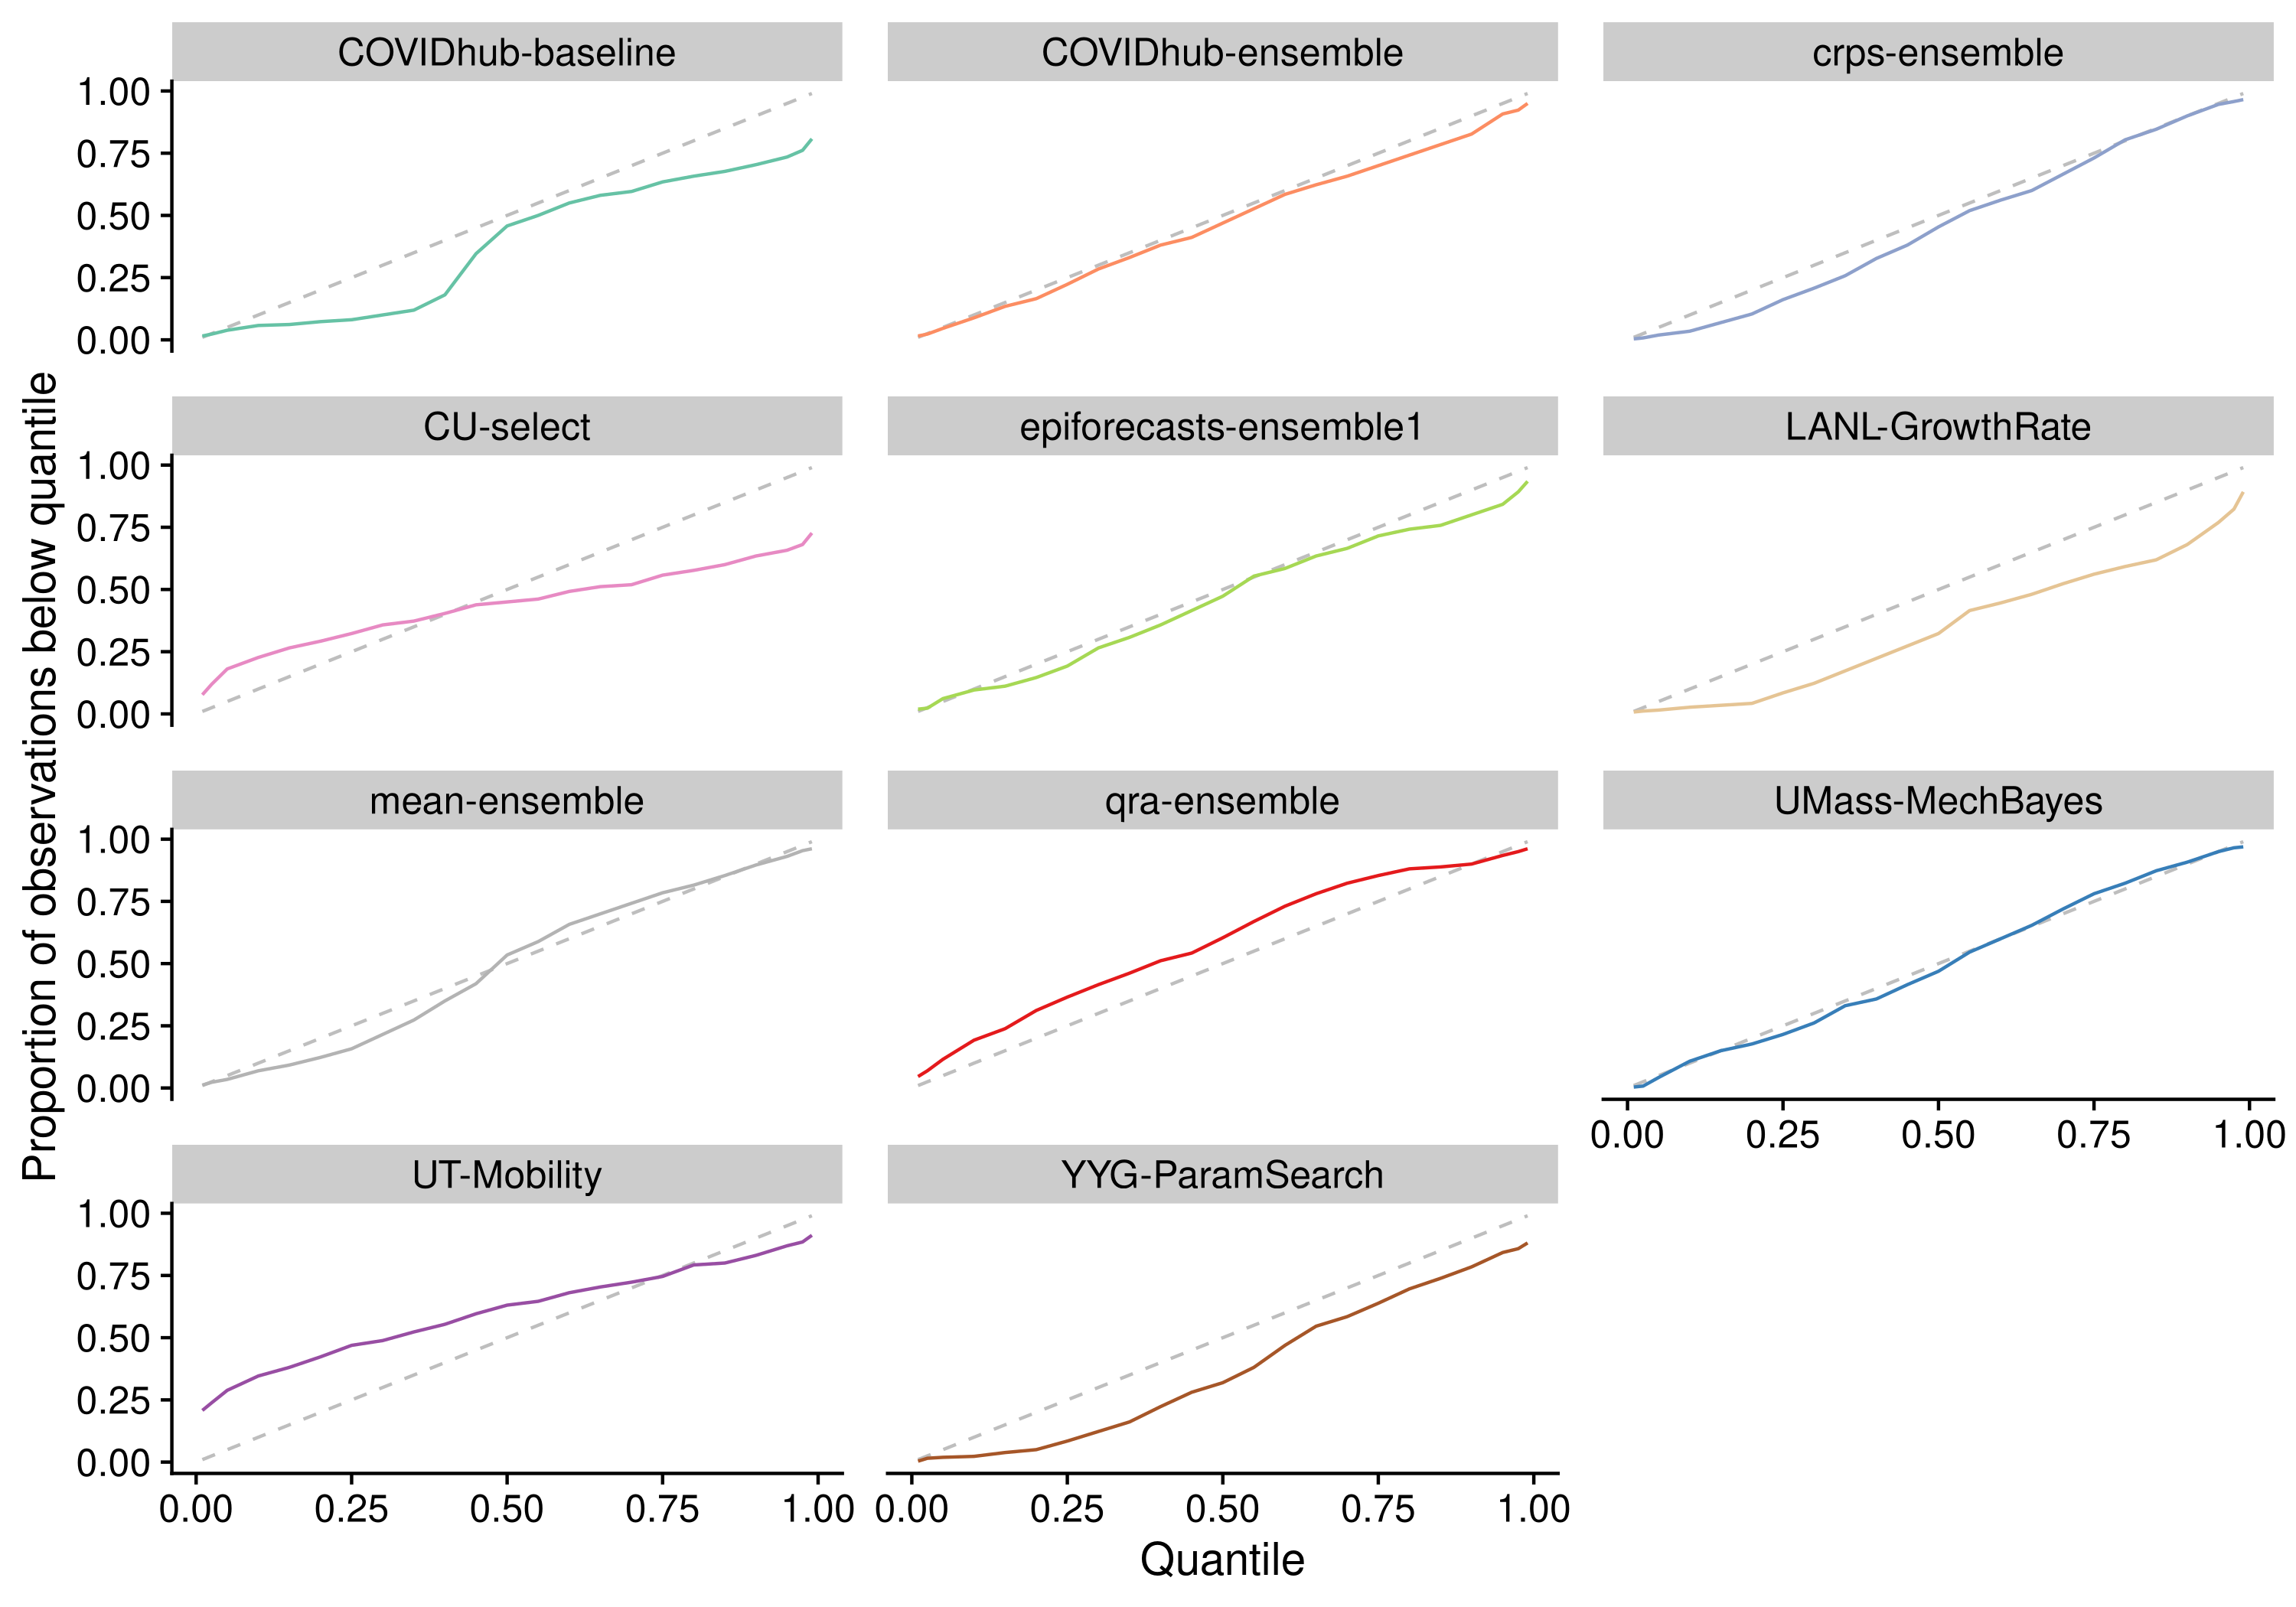 COVIDhub-baseline COVIDhub-ensemble crps-ensemble
1.00
0.75
0.50
0.25
0.00
CU-select epiforecasts-ensemble1 LANL-GrowthRate
1.00
0.75
0.50
0.25
0.00
Proportion of observations below quantile
mean-ensemble qra-ensemble UMass-MechBayes
1.00
0.75
0.50
0.25
0.00
0.00 0.25 0.50 0.75 1.00
UT-Mobility YYG-ParamSearch
1.00
0.75
0.50
0.25
0.00
0.00 0.25 0.50 0.75 1.00 0.00 0.25 0.50 0.75 1.00
Quantile